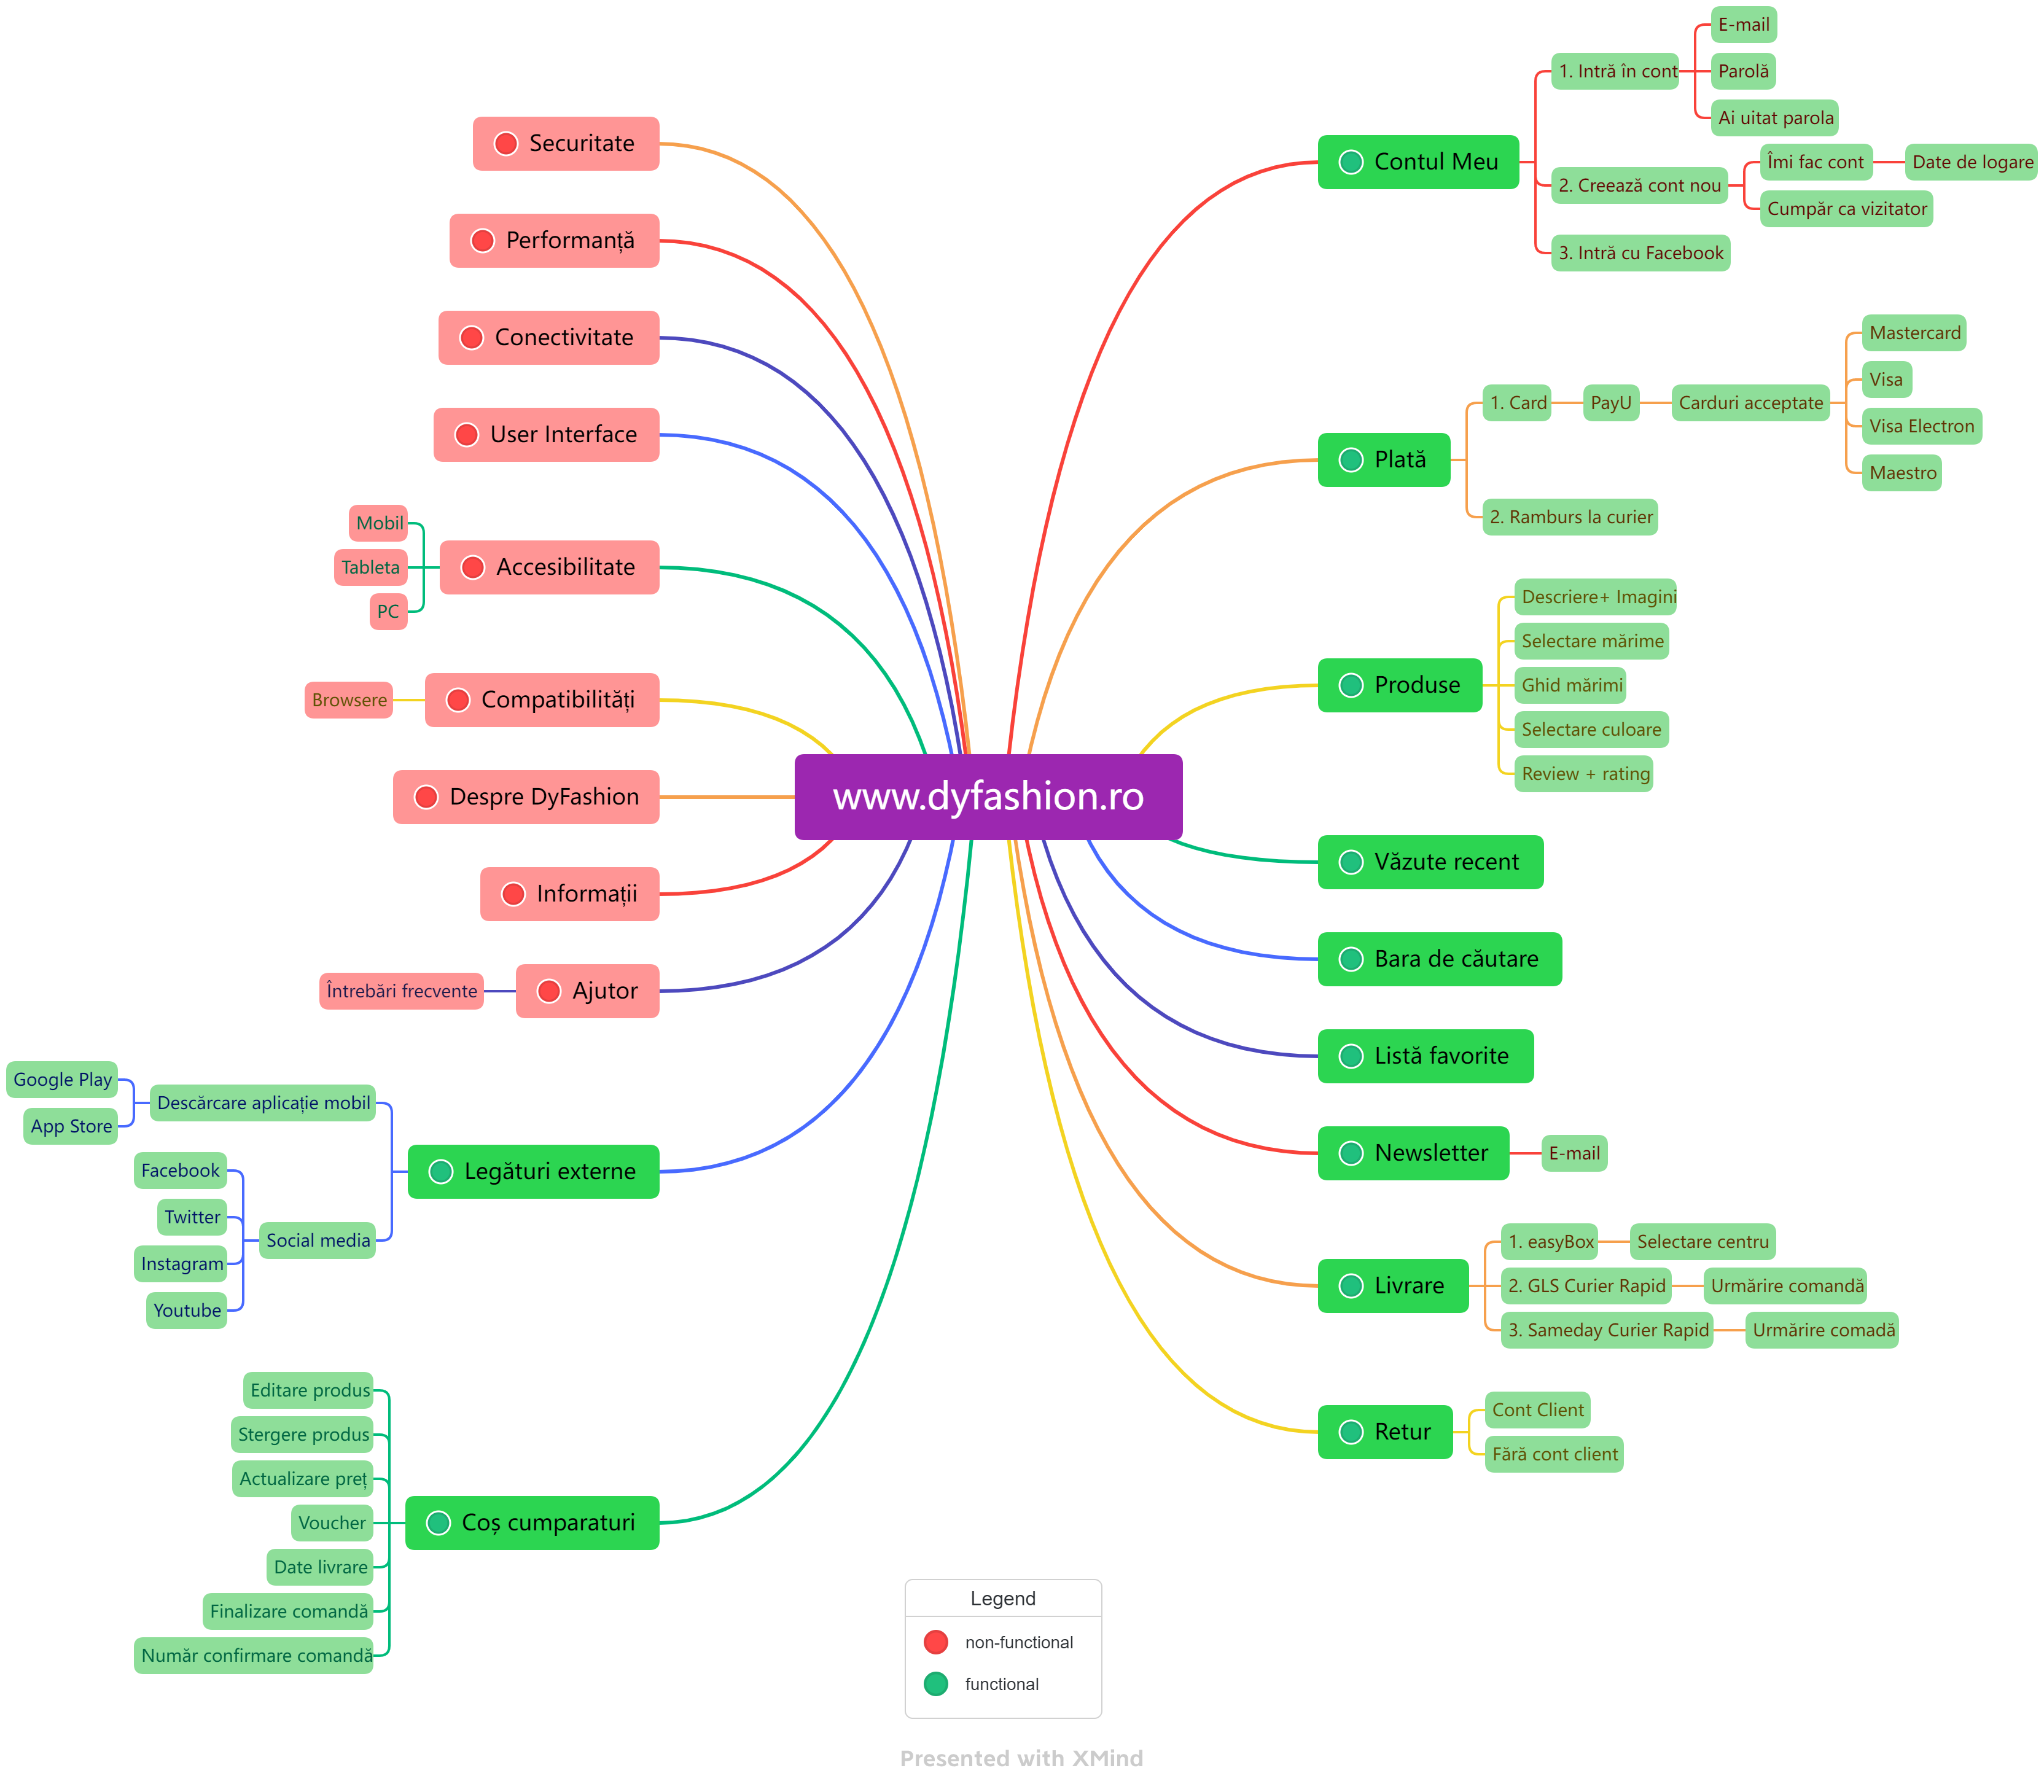 www.dyfashion.ro
Contul Meu
1. Intră în cont
E-mail
Parolă
Ai uitat parola
2. Creează cont nou
Îmi fac cont
Date de logare
Cumpăr ca vizitator
3. Intră cu Facebook
Plată
1. Card
PayU
Carduri acceptate
Mastercard
Visa
Visa Electron
Maestro
2. Ramburs la curier
Produse
Descriere+ Imagini
Selectare mărime
Ghid mărimi
Selectare culoare
Review + rating
Văzute recent
Bara de căutare
Listă favorite
Newsletter
E-mail
Livrare
1. easyBox
Selectare centru
2. GLS Curier Rapid
Urmărire comandă
3. Sameday Curier Rapid
Urmărire comadă
Retur
Cont Client
Fără cont client
Securitate
Performanță
Conectivitate
User Interface
Accesibilitate
Mobil
Tableta
PC
Compatibilități
Browsere
Despre DyFashion
Informații
Ajutor
Întrebări frecvente
Legături externe
Descărcare aplicație mobil
Google Play
App Store
Social media
Facebook
Twitter
Instagram
Youtube
Coș cumparaturi
Editare produs
Stergere produs
Actualizare preț
Voucher
Date livrare
Finalizare comandă
Număr confirmare comandă
Legend
non-functional
functional
Presented with XMind